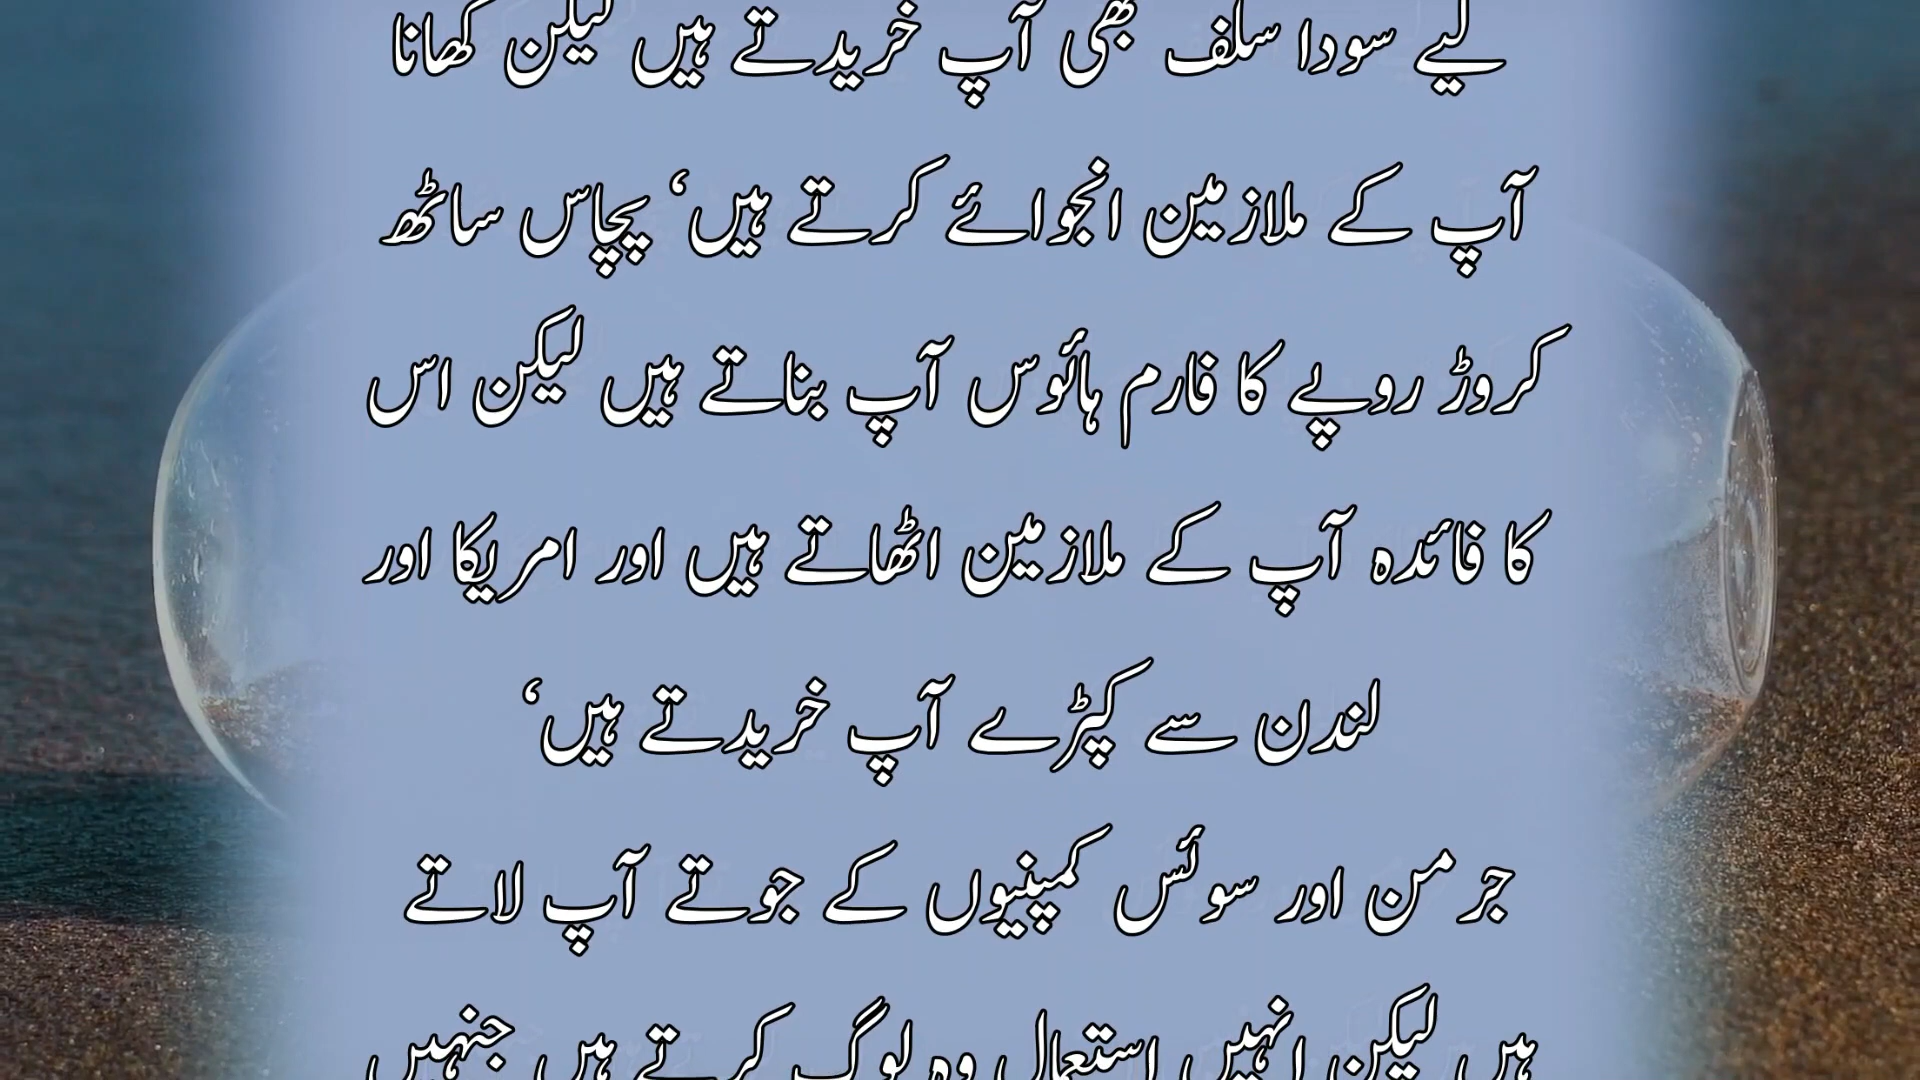 لیے سودا سلف بھی آپ خریدتے ہیں لیکن کھانا
آپ کے ملازمین انجوائے کرتے ہیں‘ پچاس ساٹھ
کروڑ روپے کا فارم ہائوس آپ بناتے ہیں لیکن اس
کا فائدہ آپ کے ملازمین اٹھاتے ہیں اور امریکا اور
لندن سے کپڑے آپ خریدتے ہیں‘
جرمن اور سوئس کمپنیوں کے جوتے آپ لاتے
ہیں لیکن انہیں استعمال وہ لوگ کرتے ہیں جنہیں